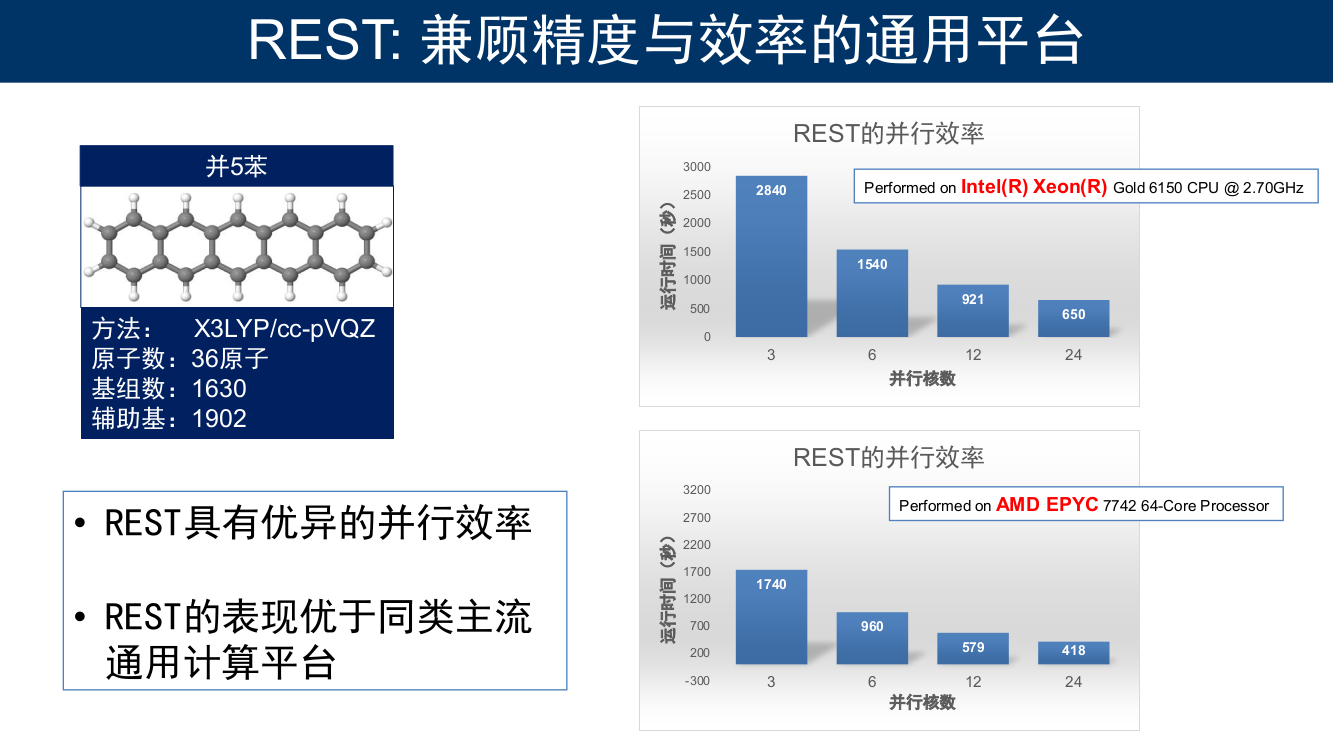 REST: 兼顾精度与效率的通用平台
并5苯
方法： X3LYP/cc-pVQZ
原子数：36原子
基组数：1630
辅助基：1902
• REST具有优异的并行效率
• REST的表现优于同类主流
通用计算平台
REST的并行效率
Performed on Intel(R) Xeon(R) Gold 6150 CPU @ 2.70GHz
运行时间（秒）
3000
2500
2000
1500
1000
500
0
2840
1540
921
650
3 6 12 24
并行核数
REST的并行效率
Performed on AMD EPYC 7742 64-Core Processor
运行时间（秒）
3200
2700
2200
1700
1200
700
200
-300
1740
960
579
418
3 6 12 24
并行核数